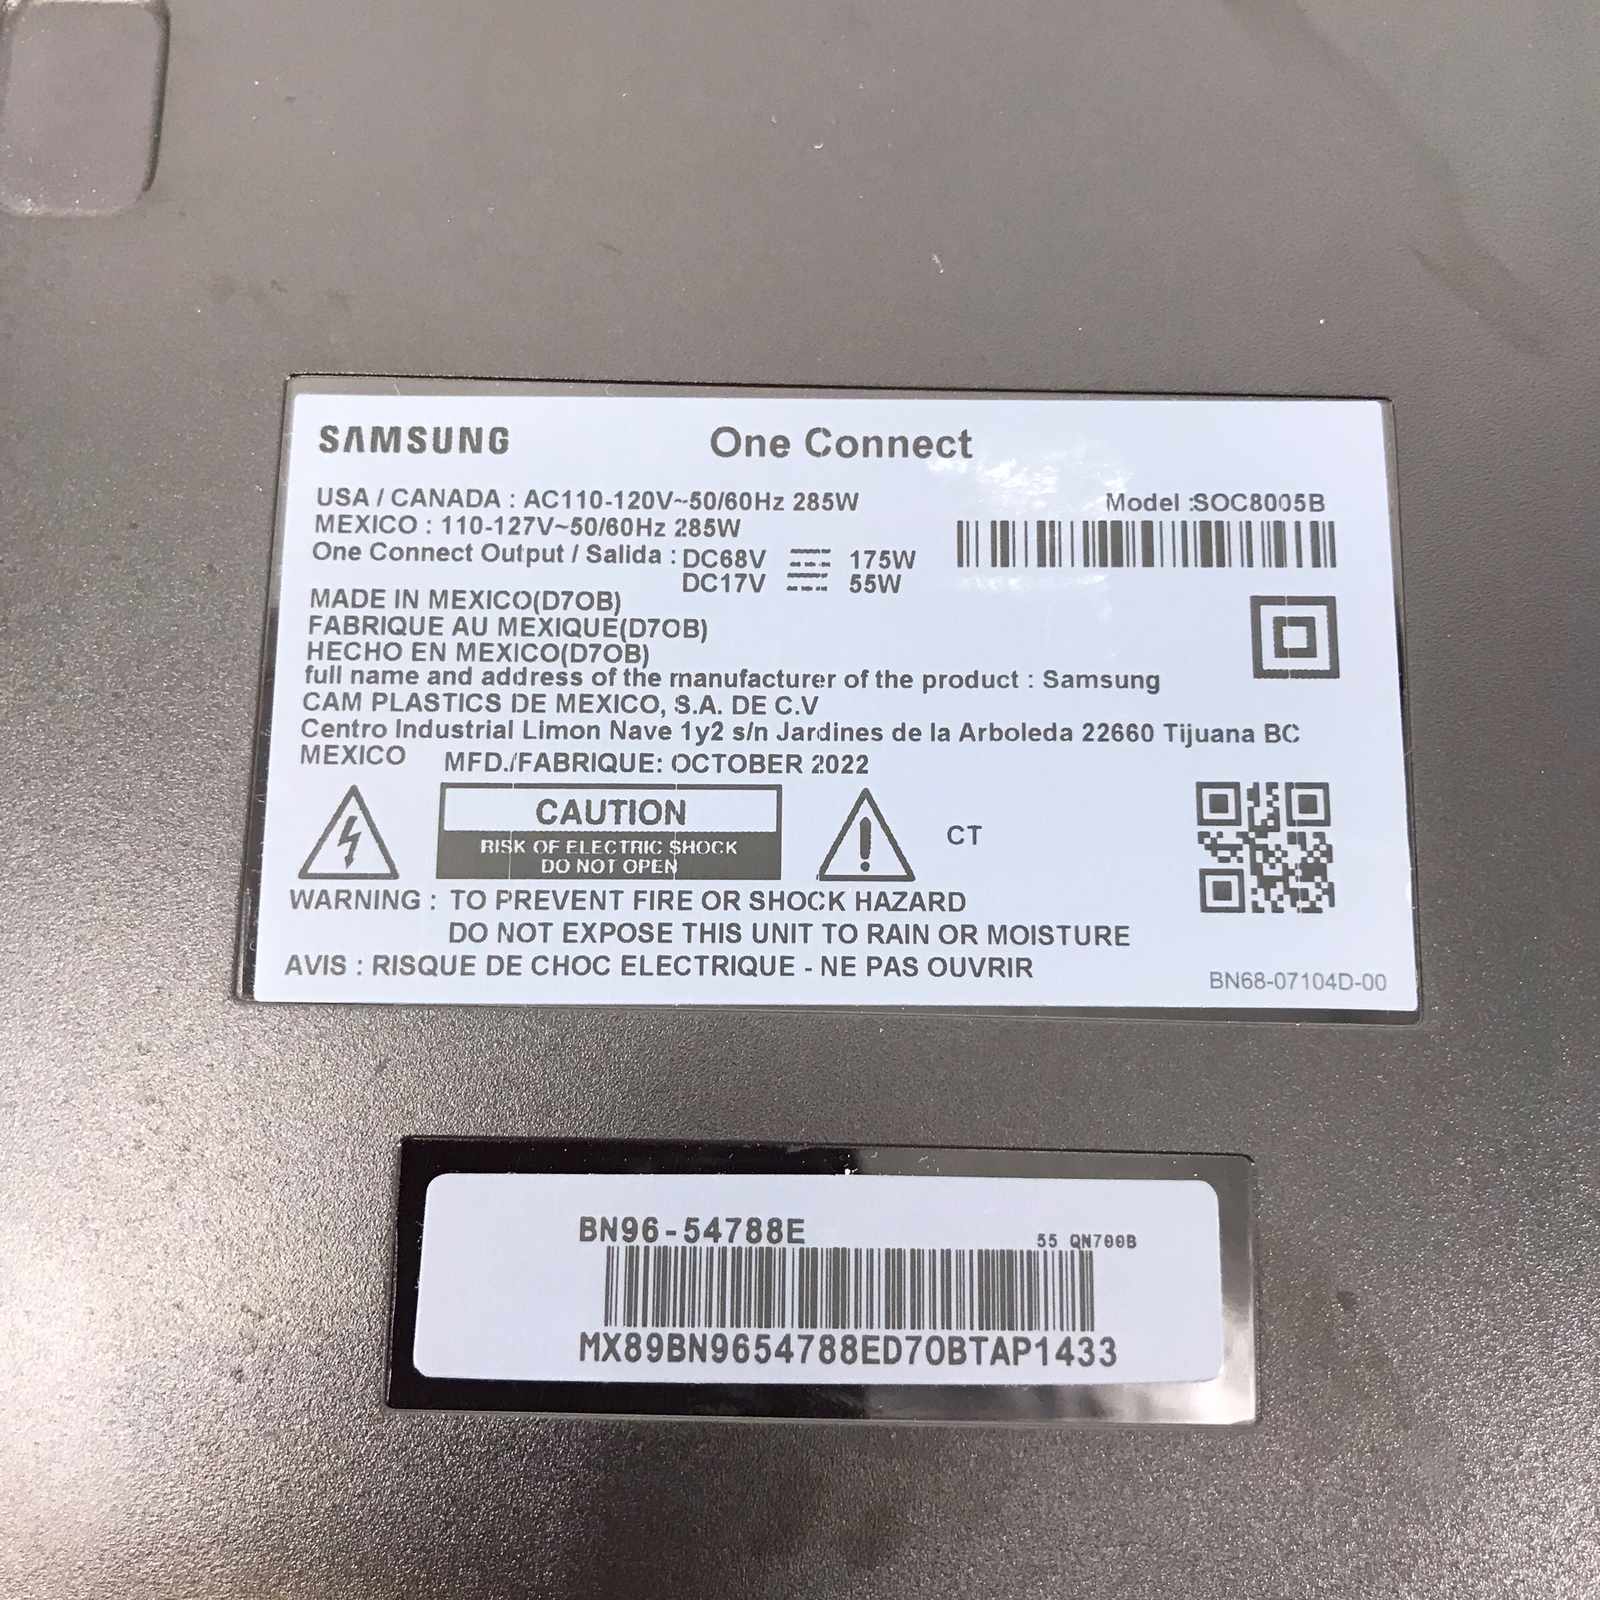 SAMSUNG One Connect
USA / CANADA : AC110-120V~50/60Hz 285W
Model :SOC8005B
MEXICO : 110-127V~50/60Hz 285W
One Connect Output / Salida : DC68V 175W
DC17V 55W
MADE IN MEXICO(D7OB)
FABRIQUE AU MEXIQUE(D7OB)
HECHO EN MEXICO(D7OB)
full name and address of the manufacturer of the product : Samsung
CAM PLASTICS DE MEXICO, S.A. DE C.V
Centro Industrial Limon Nave 1y2 s/n Jardines de la Arboleda 22660 Tijuana BC
MEXICO MFD./FABRIQUE: OCTOBER 2022
CAUTION
RISK OF ELECTRIC SHOCK
DO NOT OPEN
CT
WARNING : TO PREVENT FIRE OR SHOCK HAZARD
DO NOT EXPOSE THIS UNIT TO RAIN OR MOISTURE
AVIS : RISQUE DE CHOC ELECTRIQUE - NE PAS OUVRIR
BN68-07104D-00
BN96-54788E
55 QN700B
MX89BN9654788ED7OBTAP1433